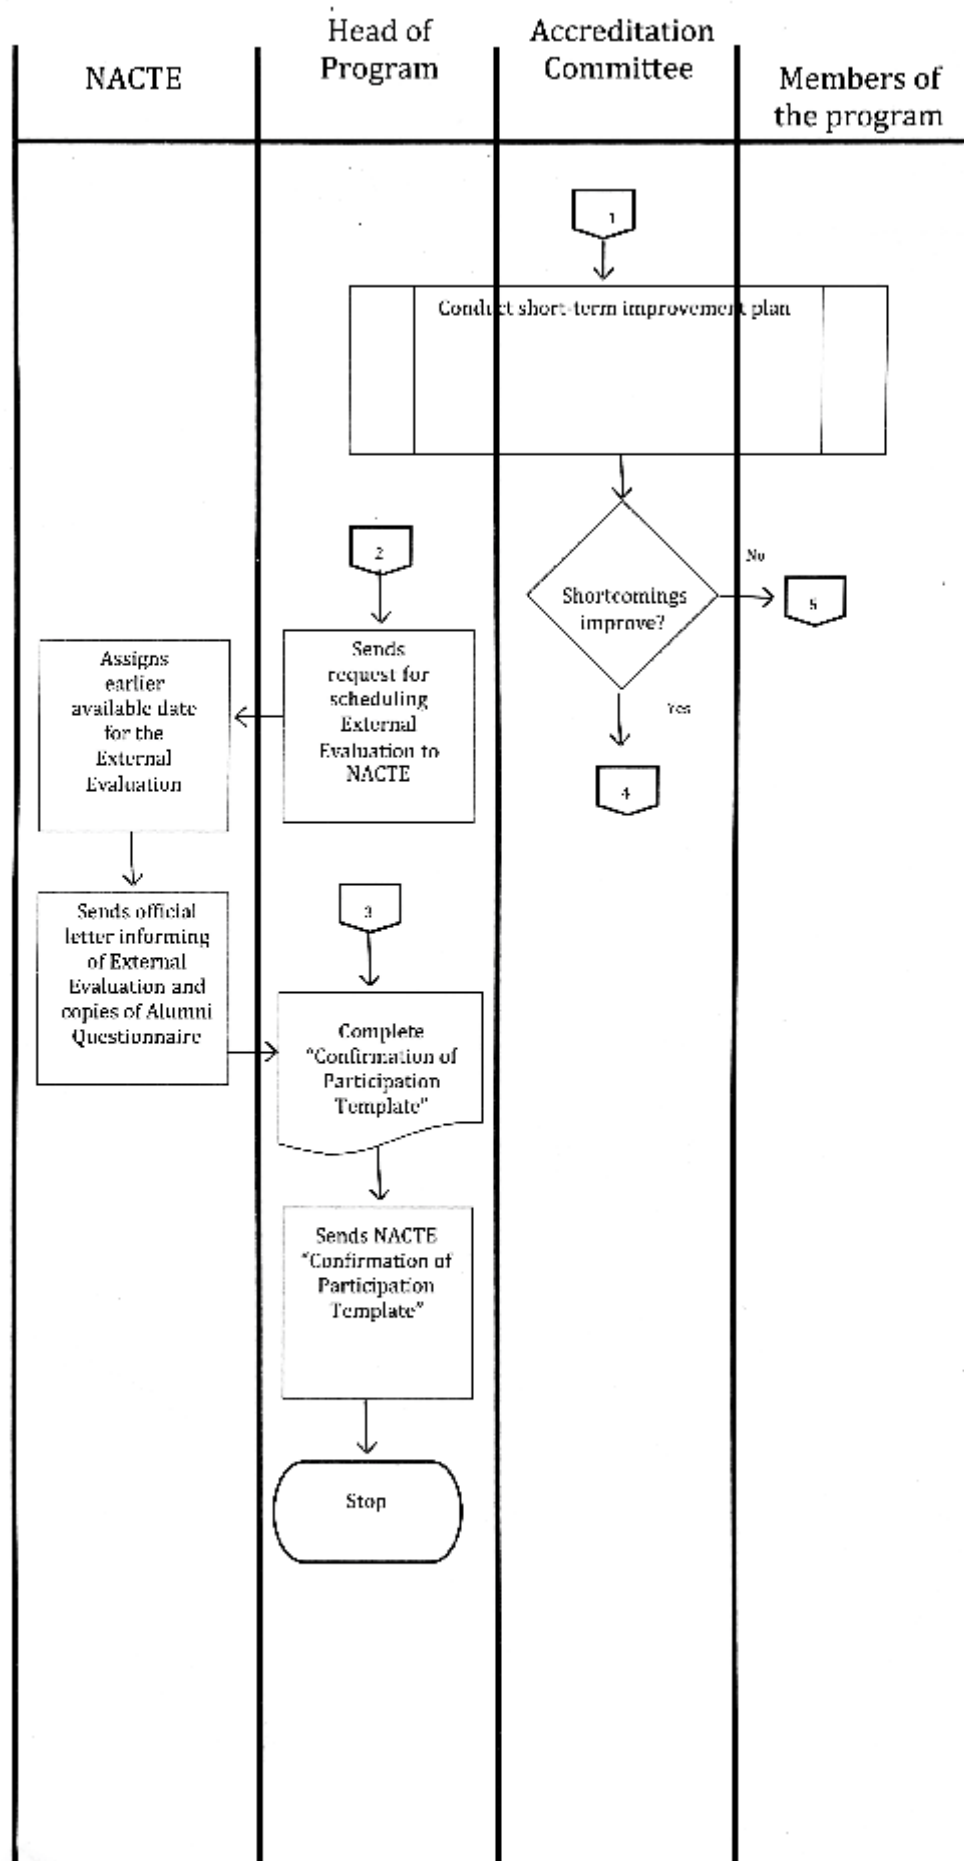 NACTE
Head of
Program
Accreditation
Committee
Members of
the program
1
Conduct short-term improvement plan
Shortcomings
improve?
No
5
Yes
4
2
Sends
request for
scheduling
External
Evaluation to
NACTE
Assigns
earlier
available date
for the
External
Evaluation
Sends official
letter informing
of External
Evaluation and
copies of Alumni
Questionnaire
3
Complete
"Confirmation of
Participation
Template"
Sends NACTE
"Confirmation of
Participation
Template"
Stop